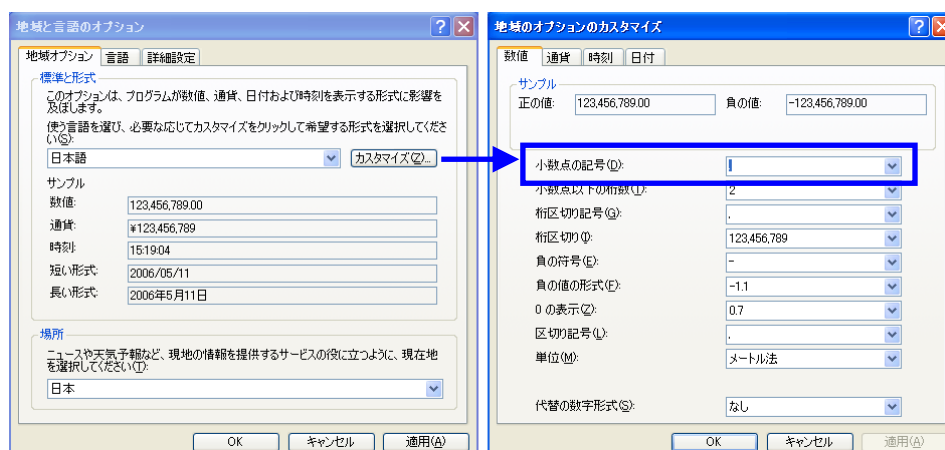 地域と言語のオプション
地域オプション 言語 詳細設定
標準と形式
このオプションは、プログラムが数値、通貨、日付および時刻を表示する形式に影響を
及ぼします。
使う言語を選び、必要な応じてカスタマイズをクリックして希望する形式を選択してくださ
い(S):
日本語 カスタマイズ(Z)...
サンプル
数値: 123,456,789.00
通貨: ¥123,456,789
時刻: 15:19:04
短い形式: 2006/05/11
長い形式: 2006年5月11日
場所
ニュースや天気予報など、現地の情報を提供するサービスの役に立つように、現在地
を選択してください(T):
日本
OK キャンセル 適用(A)
地域のオプションのカスタマイズ
数値 通貨 時刻 日付
サンプル
正の値: 123,456,789.00 負の値: -123,456,789.00
小数点の記号(D):
小数点以下の桁数(I): 2
桁区切り記号(G): ,
桁区切り(I): 123,456,789
負の符号(E): -
負の値の形式(F): -1.1
0 の表示(Z): 0.7
区切り記号(L): ,
単位(M): メートル法
代替の数字形式(S): なし
OK キャンセル 適用(A)